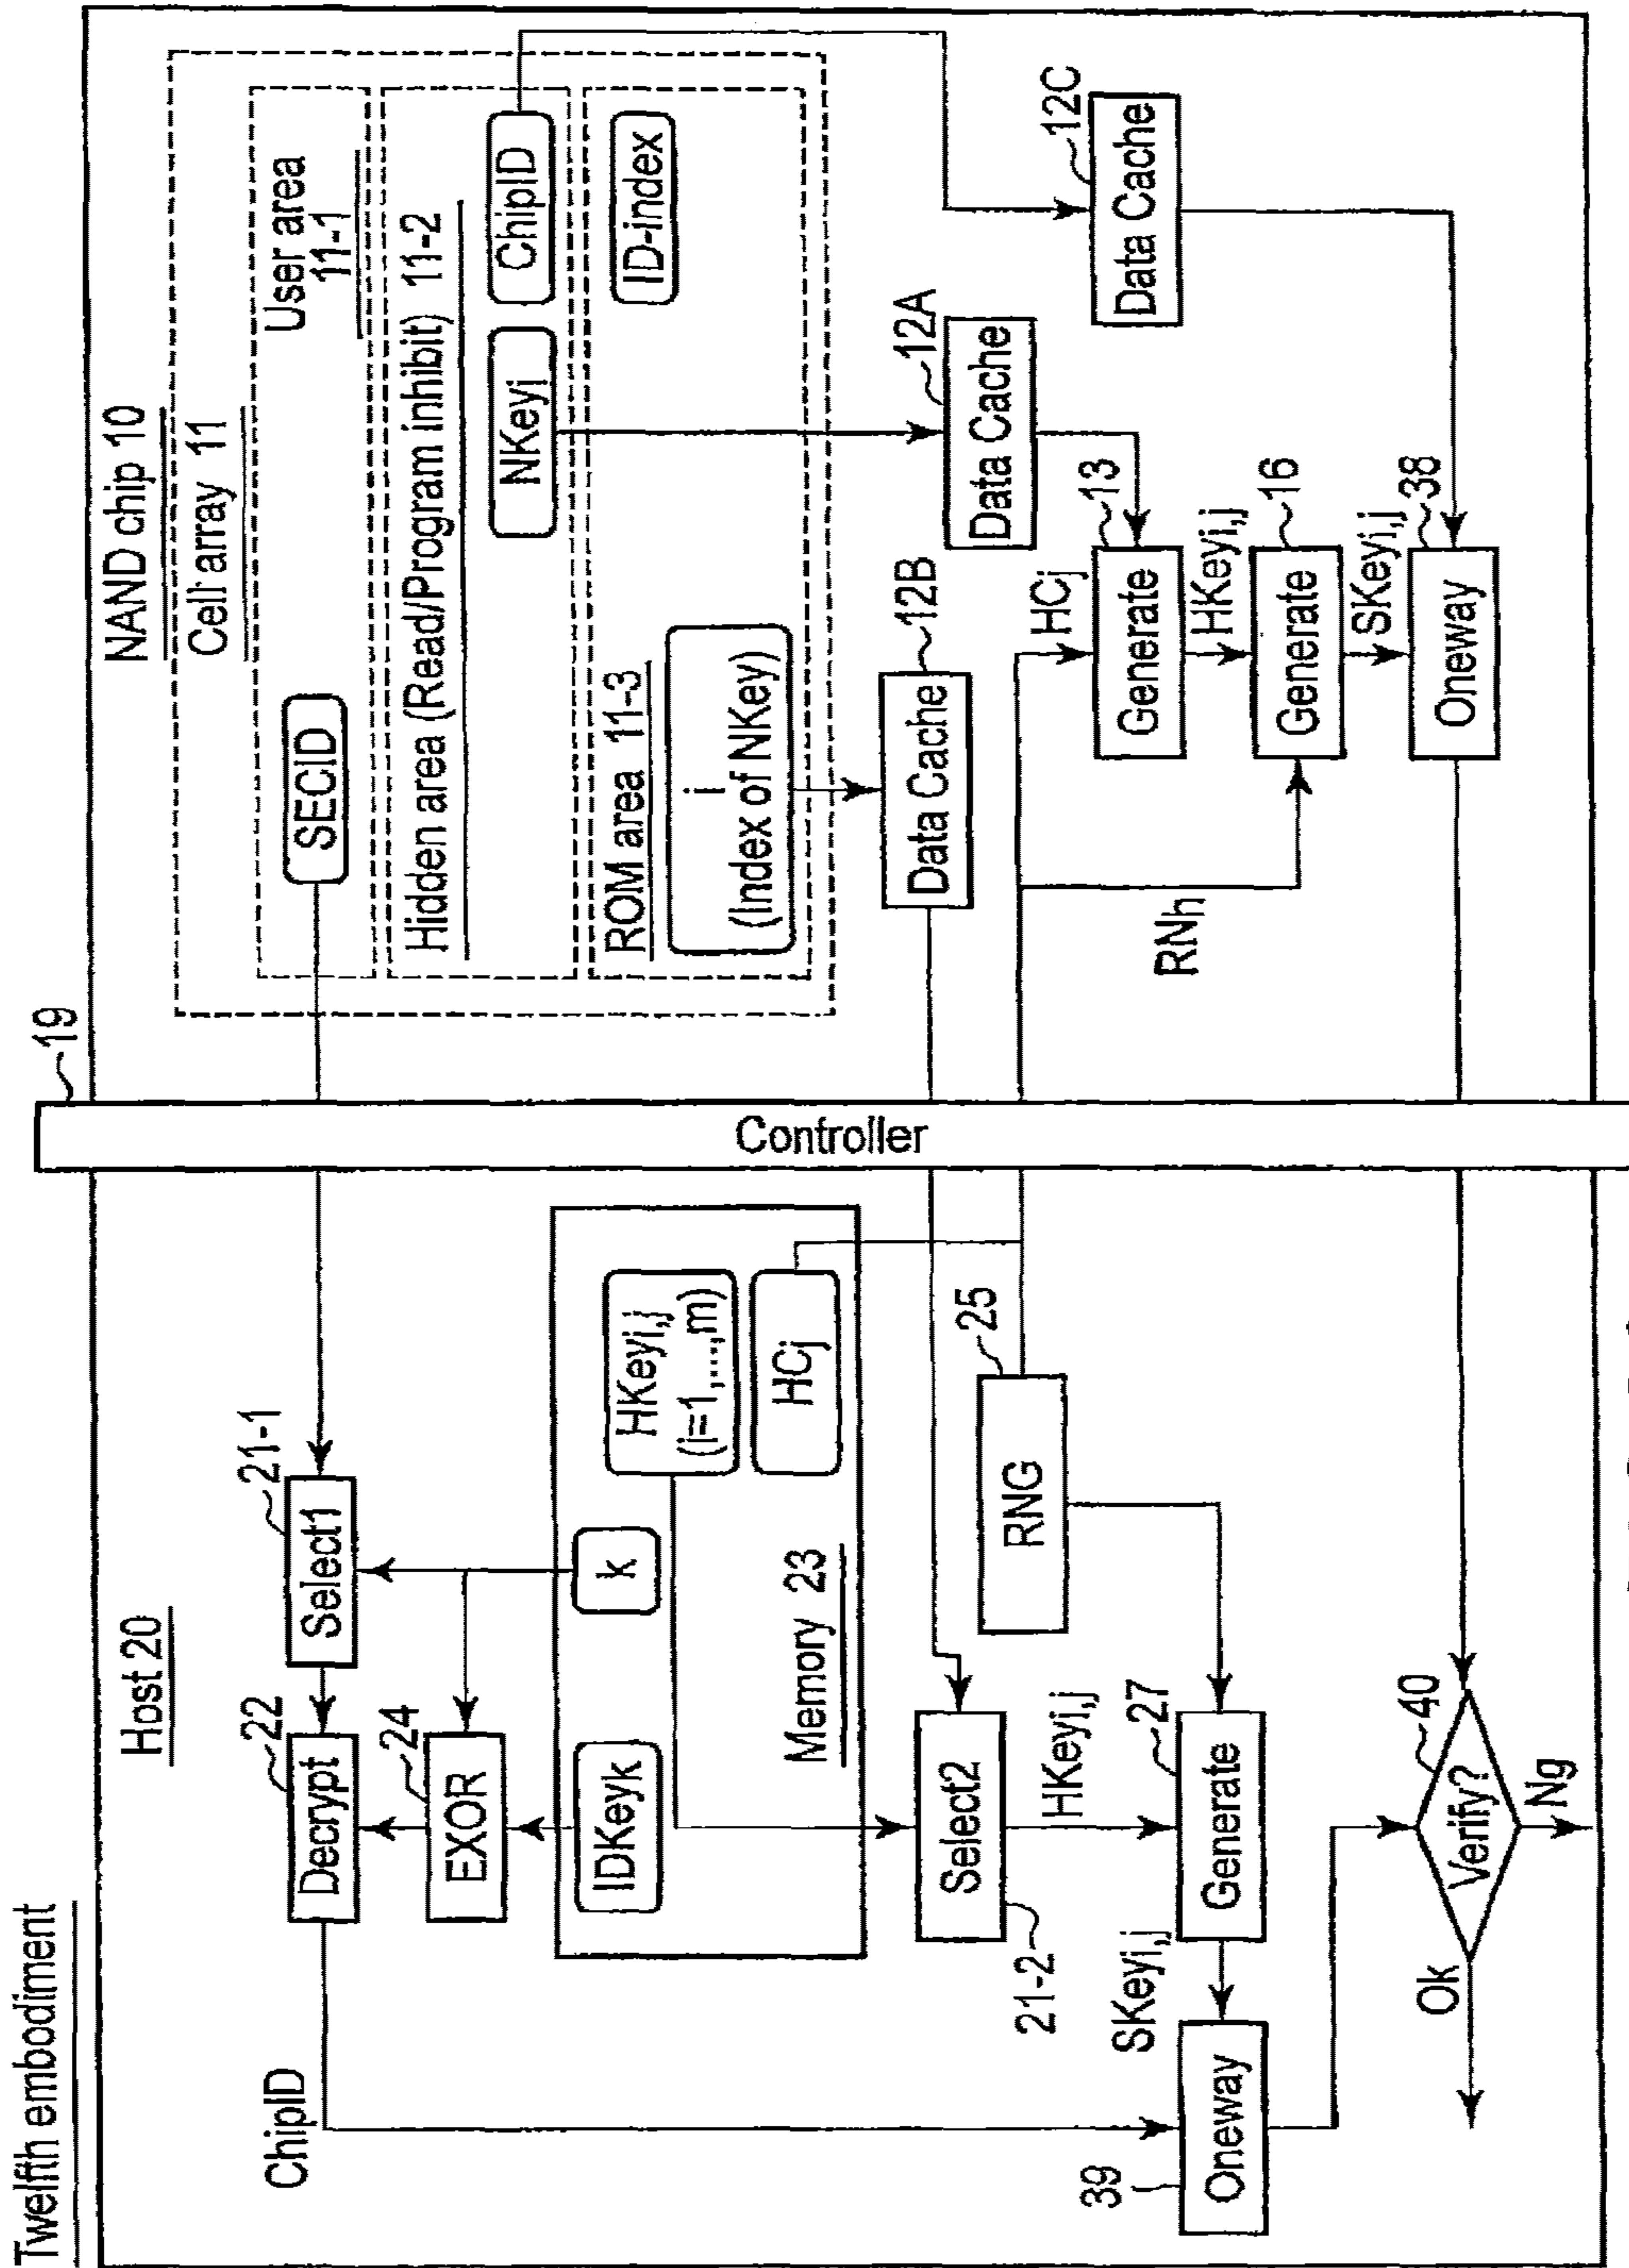 Twelfth embodiment
Host 20
ChipID
Decrypt
22
Select1
21-1
EXOR
24
IDKeyk
k
HKeyi,j
(i=1,...,m)
HCj
Memory 23
Select2
21-2
HKeyi,j
RNG
25
Generate
27
SKeyi,j
Oneway
39
Verify?
40
Ok
Ng
Controller
19
NAND chip 10
Cell array 11
SECID
User area
11-1
Hidden area (Read/Program inhibit) 11-2
NKeyi
ChipID
ROM area 11-3
i
(Index of NKey)
ID-index
Data Cache
12B
Data Cache
12A
Data Cache
12C
HCj
Generate
13
HKeyi,j
RNh
Generate
16
SKeyi,j
Oneway
38